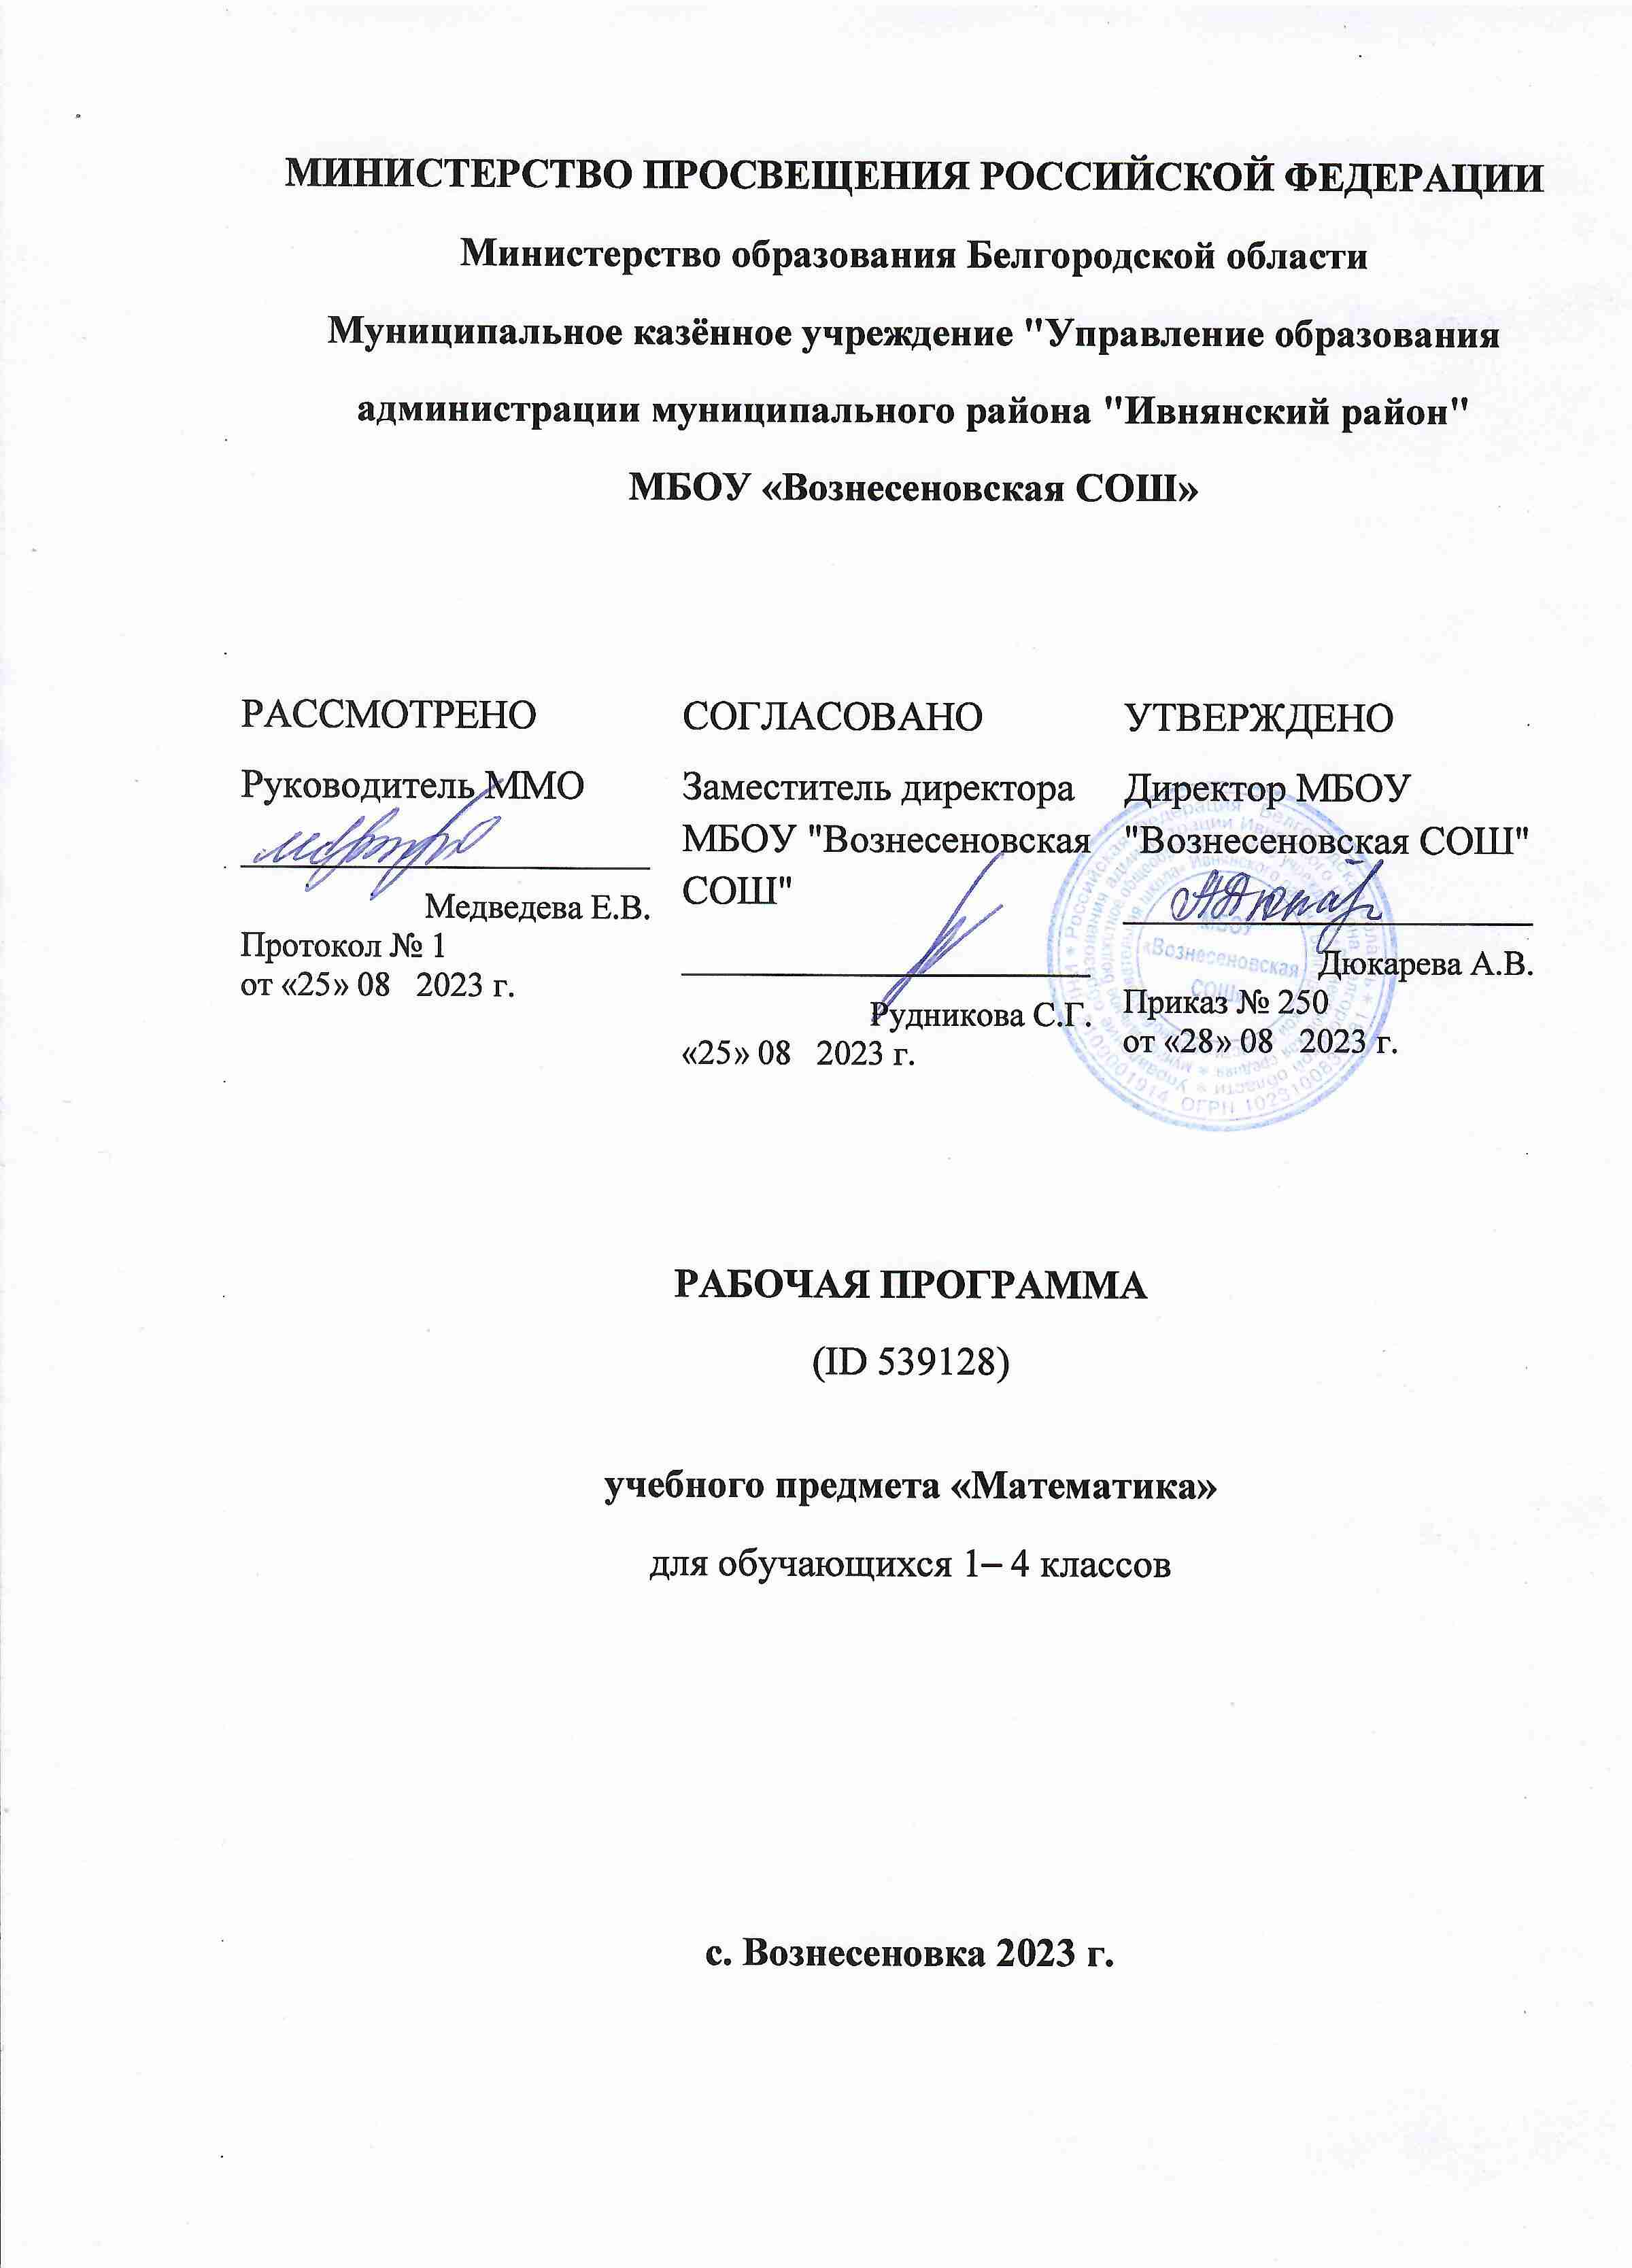 МИНИСТЕРСТВО ПРОСВЕЩЕНИЯ РОССИЙСКОЙ ФЕДЕРАЦИИ
Министерство образования Белгородской области
Муниципальное казённое учреждение "Управление образования
администрации муниципального района "Ивнянский район"
МБОУ «Вознесеновская СОШ»
РАССМОТРЕНО
Руководитель ММО
Медведева Е.В.
Протокол № 1
от «25» 08 2023 г.
СОГЛАСОВАНО
Заместитель директора
МБОУ "Вознесеновская
СОШ"
Рудникова С.Г.
«25» 08 2023 г.
УТВЕРЖДЕНО
Директор МБОУ
"Вознесеновская СОШ"
Дюкарева А.В.
Приказ № 250
от «28» 08 2023 г.
МБОУ
«Вознесеновская
СОШ»
РАБОЧАЯ ПРОГРАММА
(ID 539128)
учебного предмета «Математика»
для обучающихся 1– 4 классов
с. Вознесеновка 2023 г.